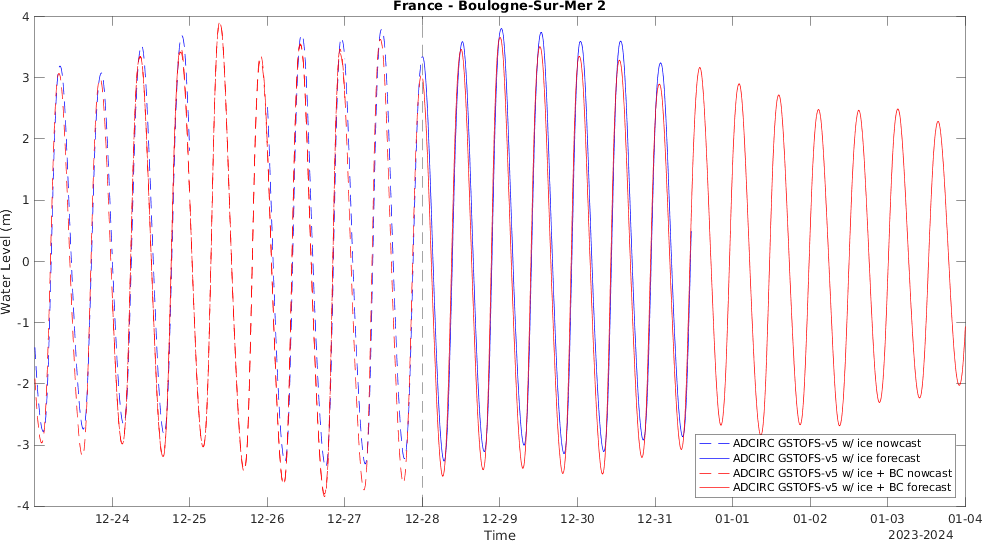 France - Boulogne-Sur-Mer 2
4
3
2
1
0
-1
-2
-3
-4
Water Level (m)
ADCIRC GSTOFS-v5 w/ ice nowcast
ADCIRC GSTOFS-v5 w/ ice forecast
ADCIRC GSTOFS-v5 w/ ice + BC nowcast
ADCIRC GSTOFS-v5 w/ ice + BC forecast
12-24 12-25 12-26 12-27 12-28 12-29 12-30 12-31 01-01 01-02 01-03 01-04
Time
2023-2024